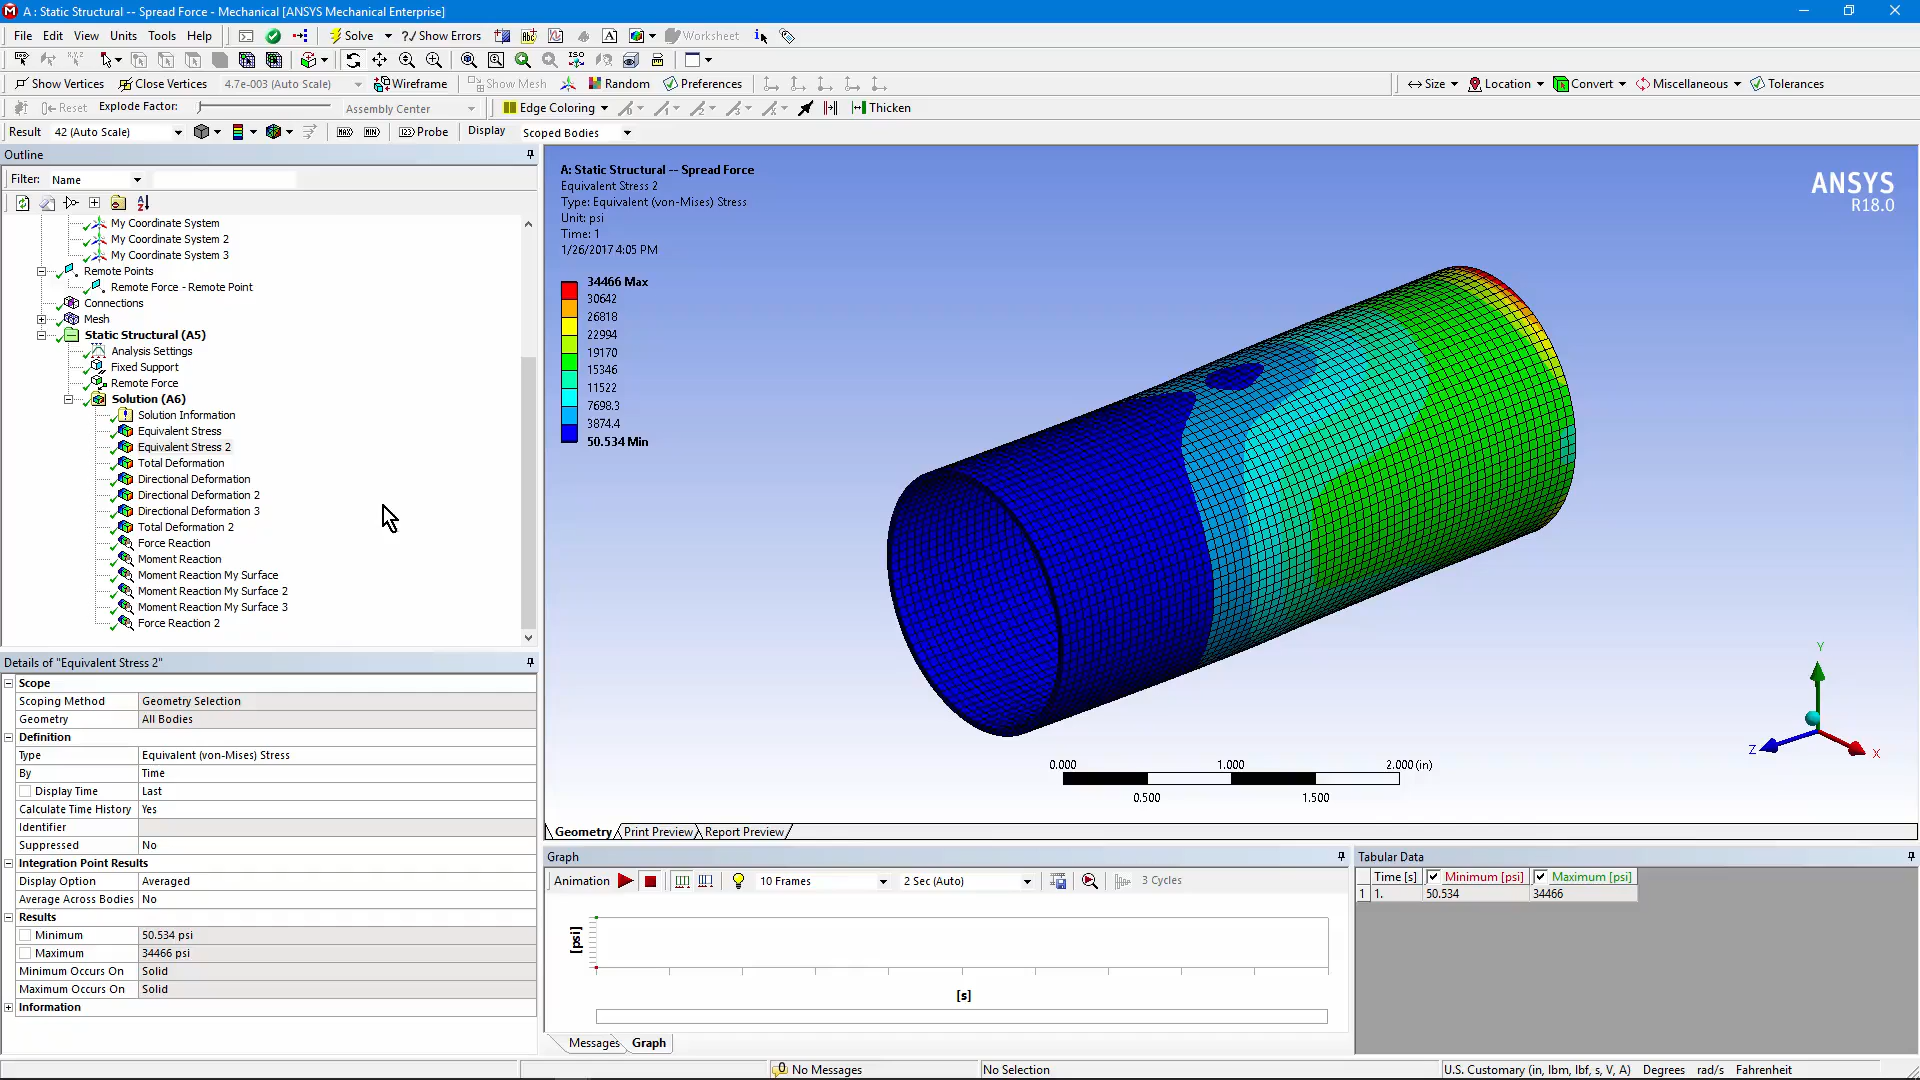 A : Static Structural -- Spread Force - Mechanical [ANSYS Mechanical Enterprise]
File Edit View Units Tools Help Solve ?/ Show Errors Worksheet
Show Vertices Close Vertices 4.7e-003 (Auto Scale) Wireframe Show Mesh Random Preferences Size Location Convert Miscellaneous Tolerances
Reset Explode Factor: Assembly Center Edge Coloring Thicken
Result 42 (Auto Scale) MAX MIN Probe Display Scoped Bodies
Outline
Filter: Name
My Coordinate System
My Coordinate System 2
My Coordinate System 3
Remote Points
Remote Force - Remote Point
Connections
Mesh
Static Structural (A5)
Analysis Settings
Fixed Support
Remote Force
Solution (A6)
Solution Information
Equivalent Stress
Equivalent Stress 2
Total Deformation
Directional Deformation
Directional Deformation 2
Directional Deformation 3
Total Deformation 2
Force Reaction
Moment Reaction
Moment Reaction My Surface
Moment Reaction My Surface 2
Moment Reaction My Surface 3
Force Reaction 2
Details of "Equivalent Stress 2"
Scope
Scoping Method Geometry Selection
Geometry All Bodies
Definition
Type Equivalent (von-Mises) Stress
By Time
Display Time Last
Calculate Time History Yes
Identifier
Suppressed No
Integration Point Results
Display Option Averaged
Average Across Bodies No
Results
Minimum 50.534 psi
Maximum 34466 psi
Minimum Occurs On Solid
Maximum Occurs On Solid
Information
A: Static Structural -- Spread Force
Equivalent Stress 2
Type: Equivalent (von-Mises) Stress
Unit: psi
Time: 1
1/26/2017 4:05 PM
34466 Max
30642
26818
22994
19170
15346
11522
7698.3
3874.4
50.534 Min
ANSYS
R18.0
Y
Z
X
0.000 1.000 2.000 (in)
0.500 1.500
Geometry Print Preview Report Preview
Graph
Animation 10 Frames 2 Sec (Auto) 3 Cycles
[psi]
[s]
Messages Graph
Tabular Data
Time [s] Minimum [psi] Maximum [psi]
1 1. 50.534 34466
0 No Messages No Selection U.S. Customary (in, lbm, lbf, s, V, A) Degrees rad/s Fahrenheit